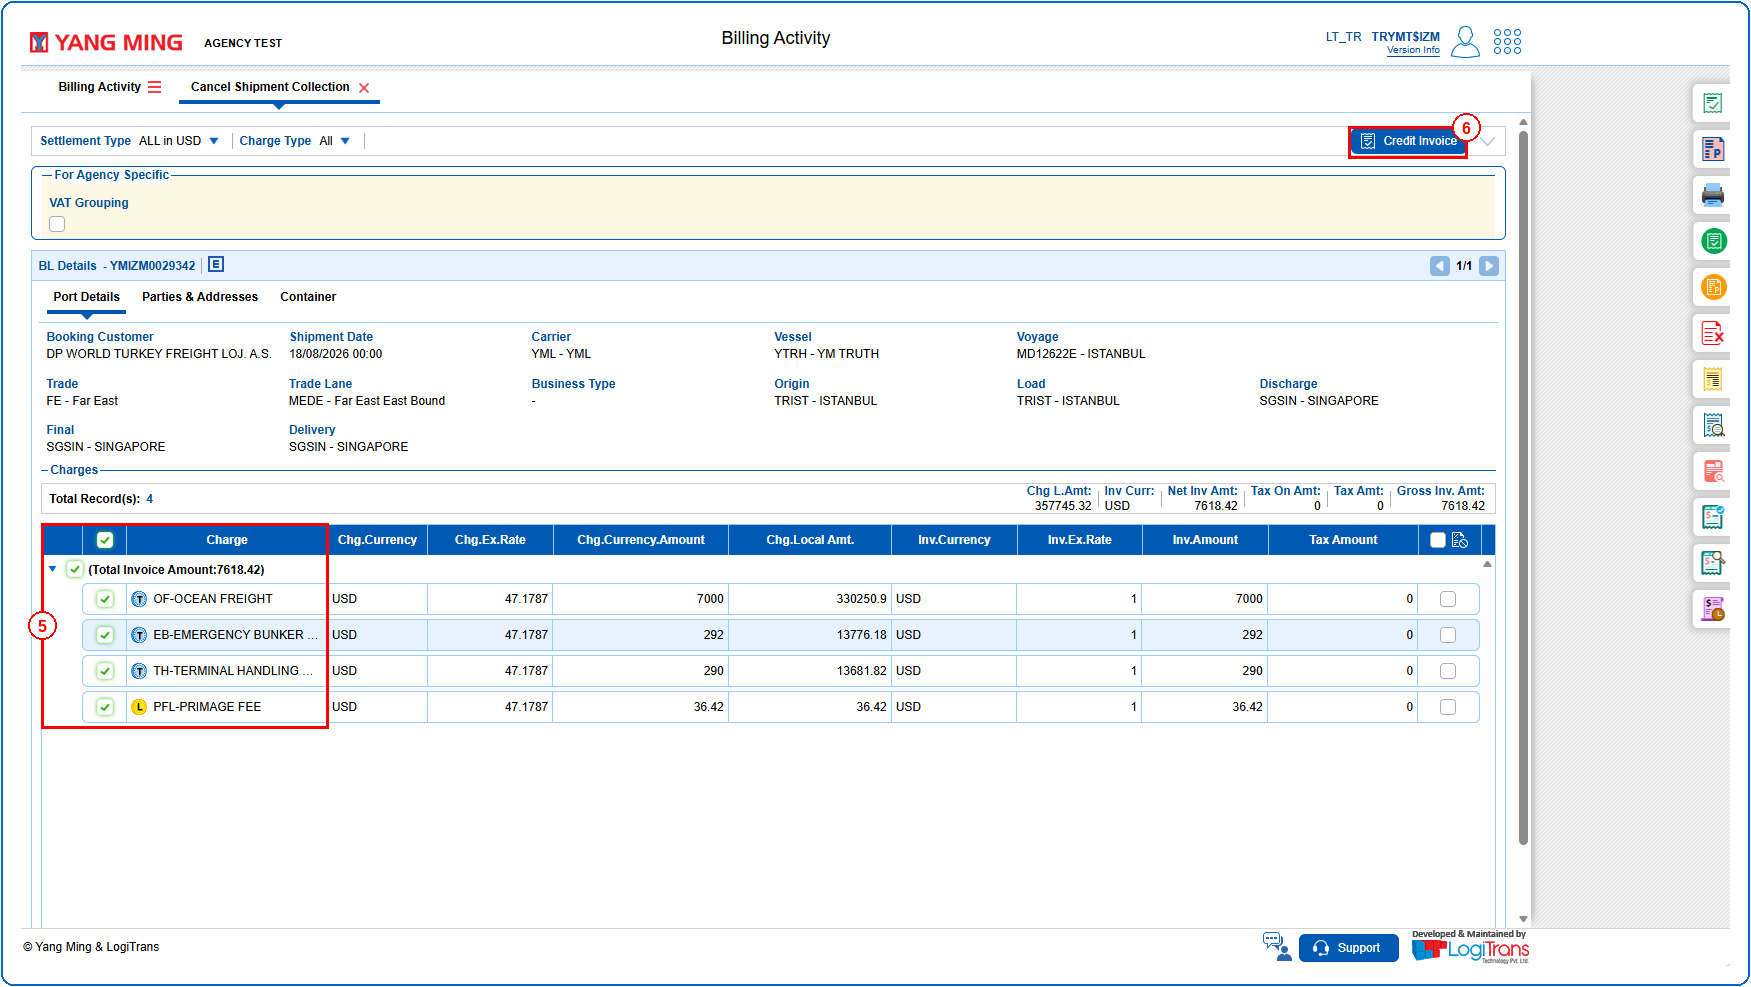 YANG MING AGENCY TEST
Billing Activity
LT_TR TRYMT$IZM
Version Info
Billing Activity
Cancel Shipment Collection
Settlement Type ALL in USD Charge Type All
Credit Invoice
6
For Agency Specific
VAT Grouping
BL Details - YMIZM0029342 E
1/1
Port Details Parties & Addresses Container
Booking Customer Shipment Date Carrier Vessel Voyage
DP WORLD TURKEY FREIGHT LOJ. A.S. 18/08/2026 00:00 YML - YML YTRH - YM TRUTH MD12622E - ISTANBUL
Trade Trade Lane Business Type Origin Load Discharge
FE - Far East MEDE - Far East East Bound - TRIST - ISTANBUL TRIST - ISTANBUL SGSIN - SINGAPORE
Final Delivery
SGSIN - SINGAPORE SGSIN - SINGAPORE
Charges
Total Record(s): 4
Chg L.Amt: Inv Curr: Net Inv Amt: Tax On Amt: Tax Amt: Gross Inv. Amt:
357745.32 USD 7618.42 0 0 7618.42
Charge Chg.Currency Chg.Ex.Rate Chg.Currency.Amount Chg.Local Amt. Inv.Currency Inv.Ex.Rate Inv.Amount Tax Amount
(Total Invoice Amount:7618.42)
T OF-OCEAN FREIGHT USD 47.1787 7000 330250.9 USD 1 7000 0
T EB-EMERGENCY BUNKER ... USD 47.1787 292 13776.18 USD 1 292 0
T TH-TERMINAL HANDLING ... USD 47.1787 290 13681.82 USD 1 290 0
L PFL-PRIMAGE FEE USD 47.1787 36.42 36.42 USD 1 36.42 0
5
© Yang Ming & LogiTrans
Support
Developed & Maintained by
LogiTrans
Technology Pvt. Ltd.